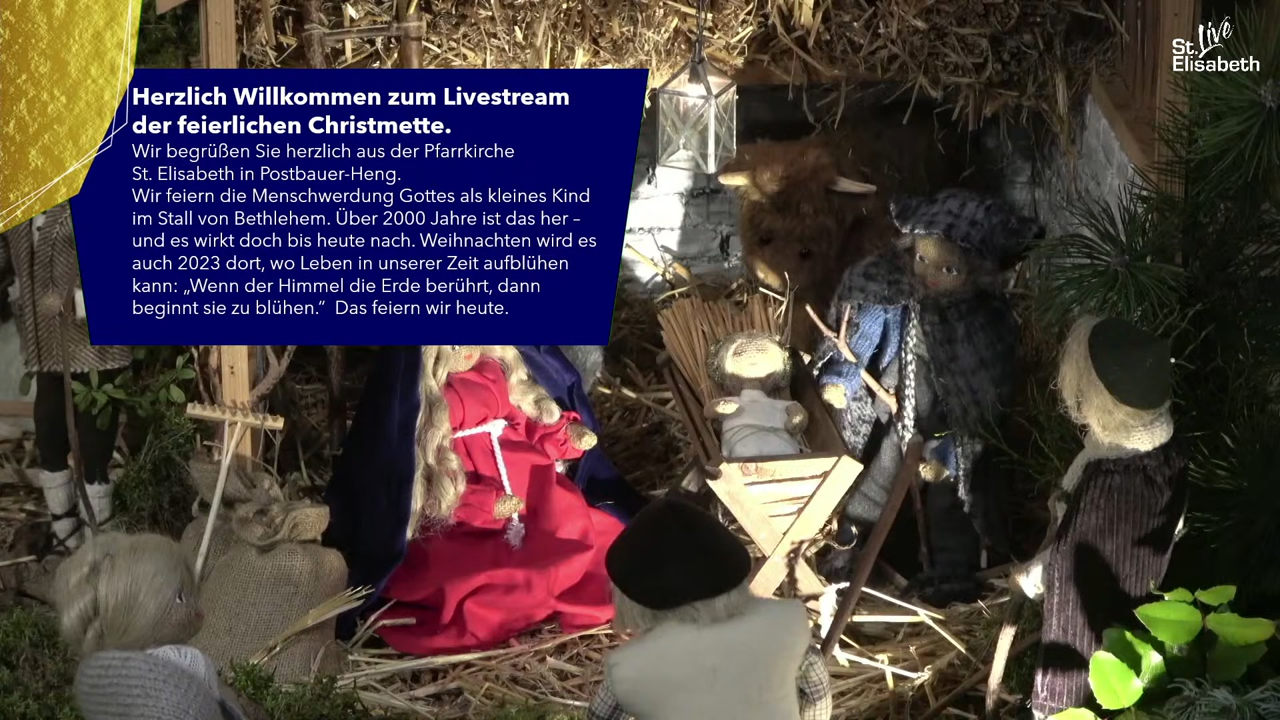 Herzlich Willkommen zum Livestream
der feierlichen Christmette.
Wir begrüßen Sie herzlich aus der Pfarrkirche
St. Elisabeth in Postbauer-Heng.
Wir feiern die Menschwerdung Gottes als kleines Kind
im Stall von Bethlehem. Über 2000 Jahre ist das her –
und es wirkt doch bis heute nach. Weihnachten wird es
auch 2023 dort, wo Leben in unserer Zeit aufblühen
kann: „Wenn der Himmel die Erde berührt, dann
beginnt sie zu blühen.“ Das feiern wir heute.
St. Live
Elisabeth